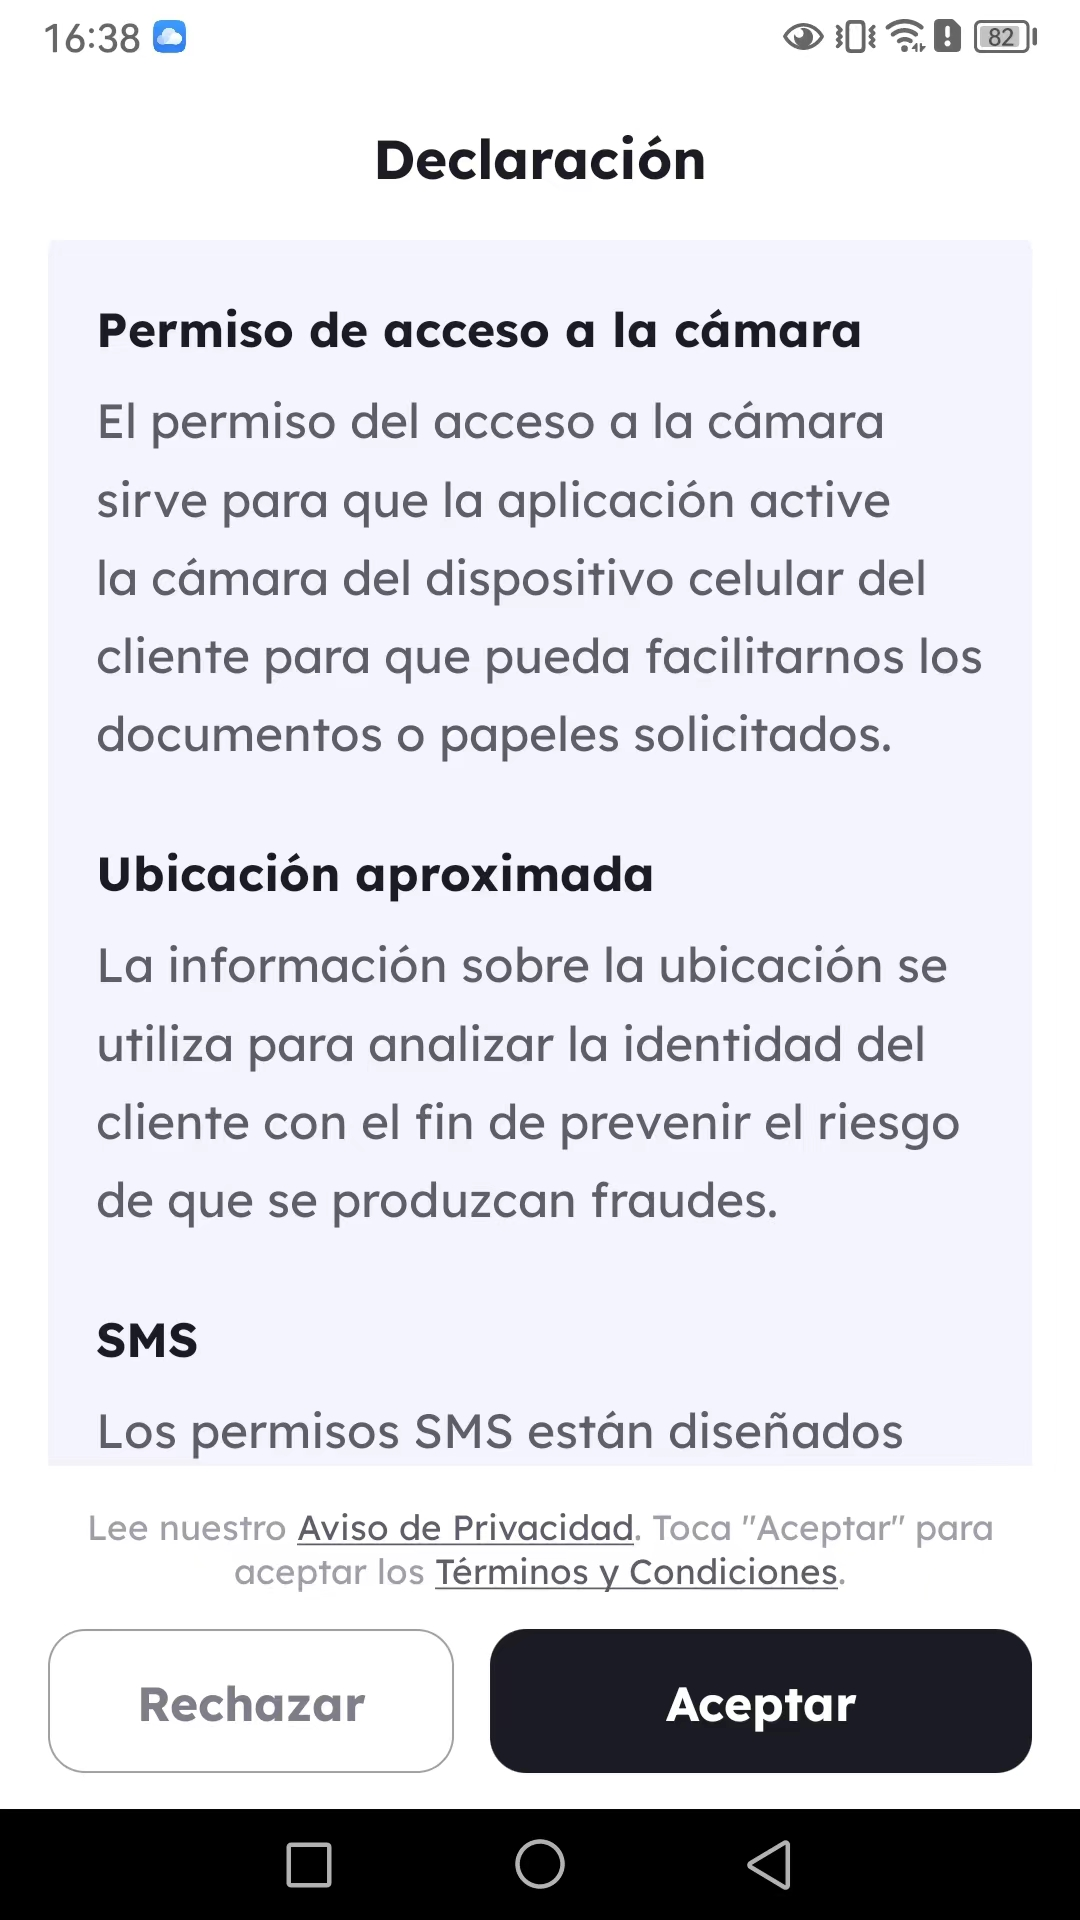 16:38
82
Declaración
Permiso de acceso a la cámara
El permiso del acceso a la cámara
sirve para que la aplicación active
la cámara del dispositivo celular del
cliente para que pueda facilitarnos los
documentos o papeles solicitados.
Ubicación aproximada
La información sobre la ubicación se
utiliza para analizar la identidad del
cliente con el fin de prevenir el riesgo
de que se produzcan fraudes.
SMS
Los permisos SMS están diseñados
Lee nuestro Aviso de Privacidad. Toca "Aceptar" para
aceptar los Términos y Condiciones.
Rechazar
Aceptar